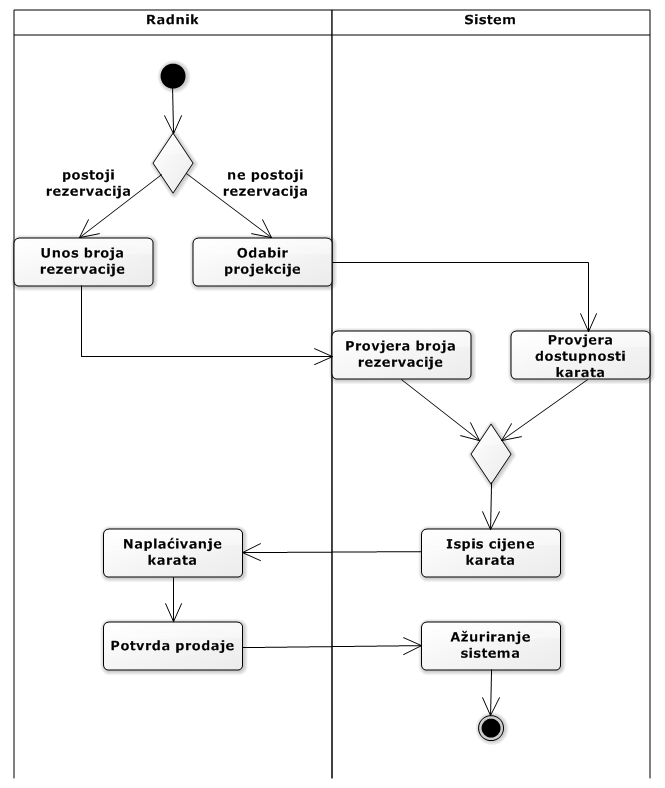 Radnik
Sistem
postoji
rezervacija
ne postoji
rezervacija
Unos broja
rezervacije
Odabir
projekcije
Provjera broja
rezervacije
Provjera
dostupnosti
karata
Naplaćivanje
karata
Ispis cijene
karata
Potvrda prodaje
Ažuriranje
sistema